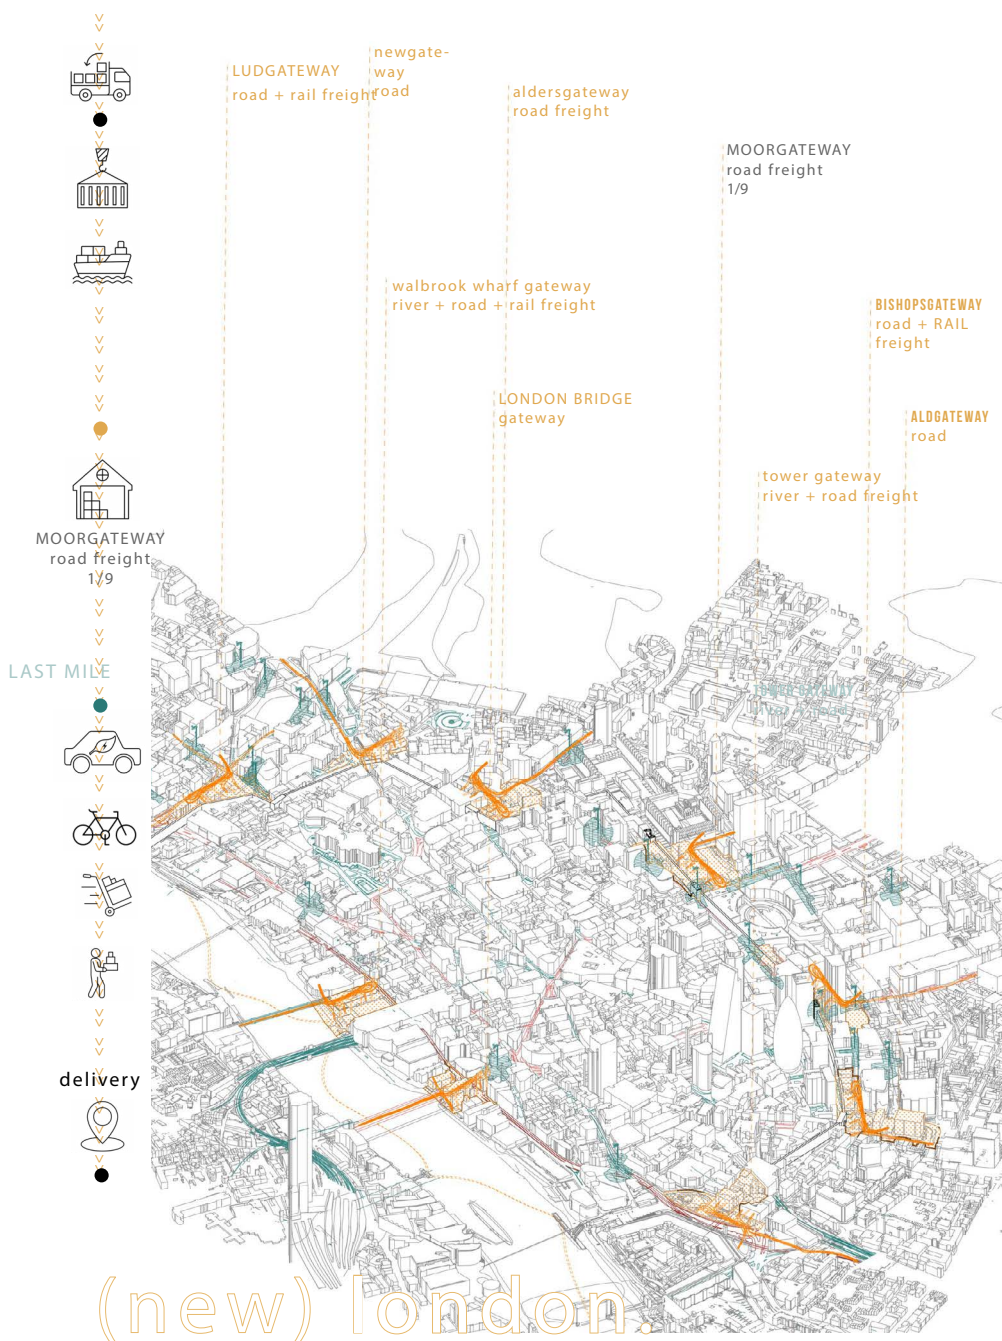 newgate-
way
road
LUDGATEWAY
road + rail freight
aldersgateway
road freight
MOORGATEWAY
road freight
1/9
walbrook wharf gateway
river + road + rail freight
BISHOPSGATEWAY
road + RAIL
freight
LONDON BRIDGE
gateway
ALDGATEWAY
road
tower gateway
river + road freight
MOORGATEWAY
road freight
1/9
LAST MILE
TOWER GATEWAY
delivery
(new) london.